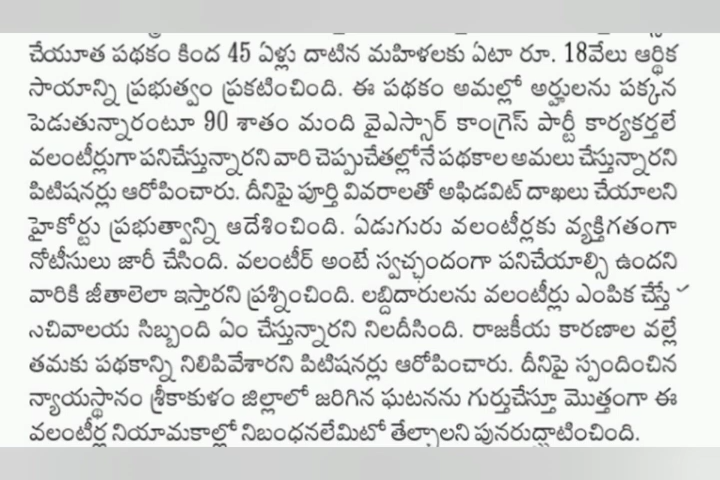 చేయూత పథకం కింద 45 ఏళ్లు దాటిన మహిళలకు ఏటా రూ. 18వేలు ఆర్థిక
సాయాన్ని ప్రభుత్వం ప్రకటించింది. ఈ పథకం అమల్లో అర్హులను పక్కన
పెడుతున్నారంటూ 90 శాతం మంది వైఎస్సార్ కాంగ్రెస్ పార్టీ కార్యకర్తలే
వలంటీర్లుగా పనిచేస్తున్నారని వారి చెప్పుచేతల్లోనే పథకాల అమలు చేస్తున్నారని
పిటిషనర్లు ఆరోపించారు. దీనిపై పూర్తి వివరాలతో అఫిడవిట్ దాఖలు చేయాలని
హైకోర్టు ప్రభుత్వాన్ని ఆదేశించింది. ఏడుగురు వలంటీర్లకు వ్యక్తిగతంగా
నోటీసులు జారీ చేసింది. వలంటీర్ అంటే స్వచ్ఛందంగా పనిచేయాల్సి ఉందని
వారికి జీతాలెలా ఇస్తారని ప్రశ్నించింది. లబ్దిదారులను వలంటీర్లు ఎంపిక చేస్తే
సచివాలయ సిబ్బంది ఏం చేస్తున్నారని నిలదీసింది. రాజకీయ కారణాల వల్లే
తమకు పథకాన్ని నిలిపివేశారని పిటిషనర్లు ఆరోపించారు. దీనిపై స్పందించిన
న్యాయస్థానం శ్రీకాకుళం జిల్లాలో జరిగిన ఘటనను గుర్తుచేస్తూ మొత్తంగా ఈ
వలంటీర్ల నియామకాల్లో నిబంధనలేమిటో తేల్చాలని పునరుద్ఘాటించింది.